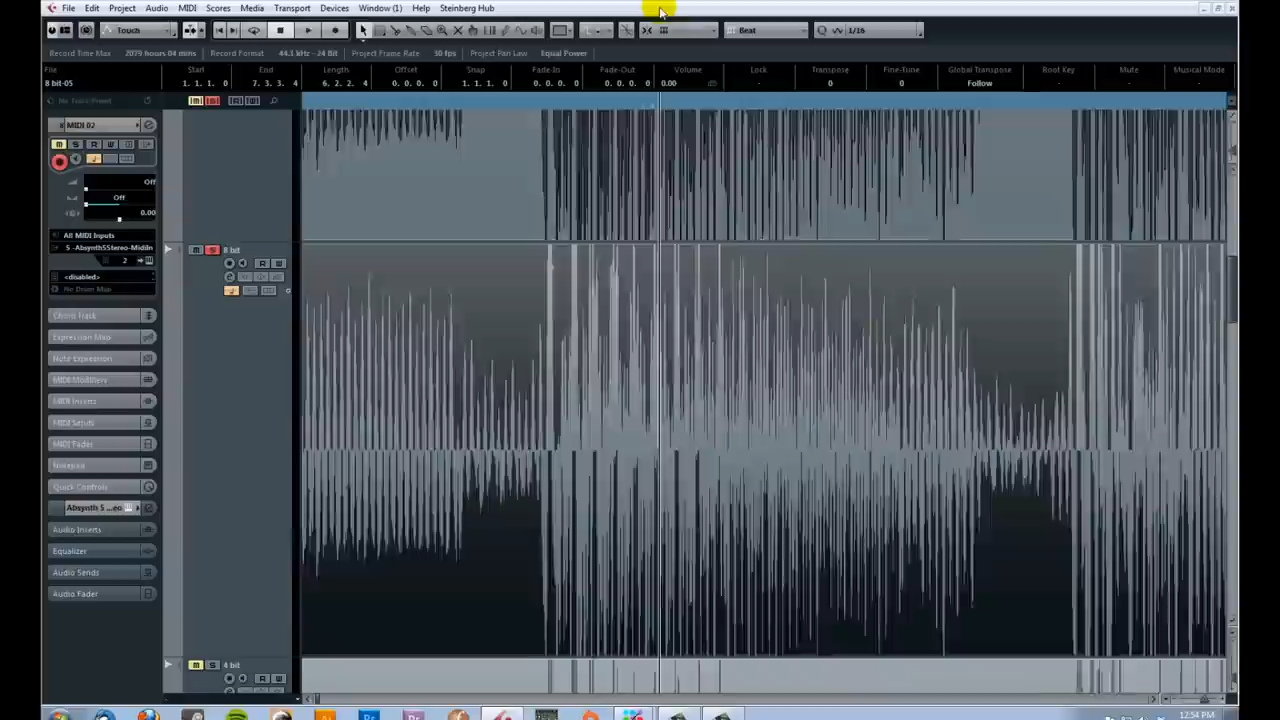 File Edit Project Audio MIDI Scores Media Transport Devices Window (1) Help Steinberg Hub
Touch Beat 1/16
Record Time Max 2079 hours 04 mins Record Format 44.1 kHz - 24 Bit Project Frame Rate 30 fps Project Pan Law Equal Power
File Start End Length Offset Snap Fade-In Fade-Out Volume Lock Transpose Fine-Tune Global Transpose Root Key Mute Musical Mode
8 bit-05 1. 1. 1. 0 7. 3. 3. 4 6. 2. 2. 4 0. 0. 0. 0 1. 1. 1. 0 0. 0. 0. 0 0. 0. 0. 0 0.00 - 0 0 Follow - - -
No Track Preset
MIDI 02
m S R W
Off
Off
0.00
All MIDI Inputs
5 -Absynth5Stereo-MidiIn
2
<disabled>
No Drum Map
Chord Track
Expression Map
Note Expression
MIDI Modifiers
MIDI Inserts
MIDI Sends
MIDI Fader
Notepad
Quick Controls
Absynth 5 ...eo
Audio Inserts
Equalizer
Audio Sends
Audio Fader
m S 8 bit
R W
m S 4 bit
R W
12:54 PM